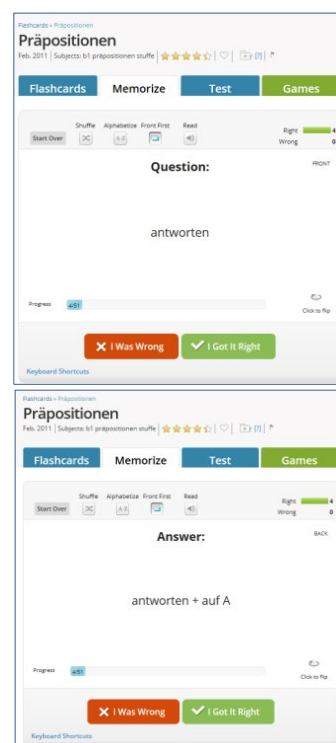 Flashcards » Präpositionen
Präpositionen
Feb. 2011 | Subjects: b1 präpositionen stuffe
Flashcards Memorize Test Games
Shuffle Alphabetize Front First Read
Start Over A-Z
Right 4
Wrong 0
Question: FRONT
antworten
Progress 4/51
Click to flip
I Was Wrong I Got It Right
Keyboard Shortcuts
Flashcards » Präpositionen
Präpositionen
Feb. 2011 | Subjects: b1 präpositionen stuffe
Flashcards Memorize Test Games
Shuffle Alphabetize Front First Read
Start Over A-Z
Right 4
Wrong 0
Answer: BACK
antworten + auf A
Progress 4/51
Click to flip
I Was Wrong I Got It Right
Keyboard Shortcuts